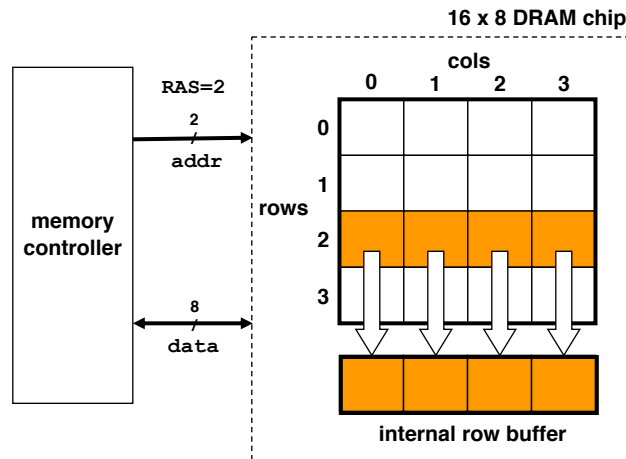 16 x 8 DRAM chip
cols
0 1 2 3
RAS=2
2
addr
0
1
rows
2
3
memory
controller
8
data
internal row buffer